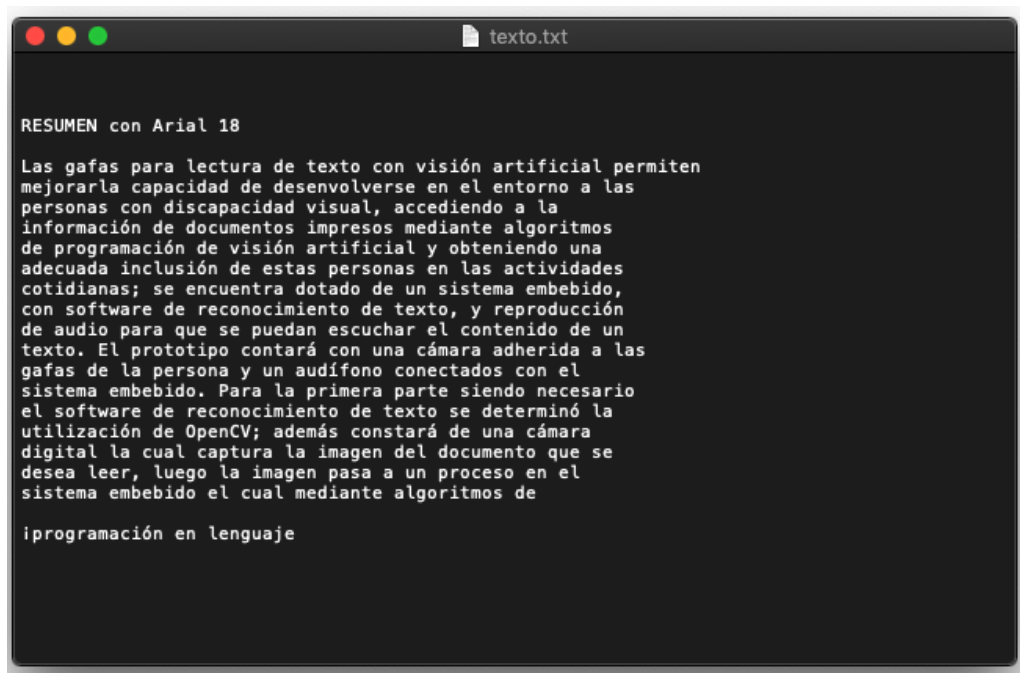 texto.txt
RESUMEN con Arial 18
Las gafas para lectura de texto con visión artificial permiten
mejorarla capacidad de desenvolverse en el entorno a las
personas con discapacidad visual, accediendo a la
información de documentos impresos mediante algoritmos
de programación de visión artificial y obteniendo una
adecuada inclusión de estas personas en las actividades
cotidianas; se encuentra dotado de un sistema embebido,
con software de reconocimiento de texto, y reproducción
de audio para que se puedan escuchar el contenido de un
texto. El prototipo contará con una cámara adherida a las
gafas de la persona y un audífono conectados con el
sistema embebido. Para la primera parte siendo necesario
el software de reconocimiento de texto se determinó la
utilización de OpenCV; además constará de una cámara
digital la cual captura la imagen del documento que se
desea leer, luego la imagen pasa a un proceso en el
sistema embebido el cual mediante algoritmos de
¡programación en lenguaje